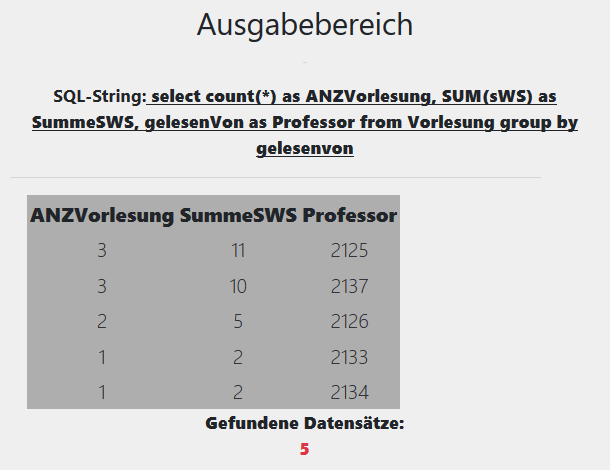 Ausgabebereich
SQL-String: select count(*) as ANZVorlesung, SUM(sWS) as
SummeSWS, gelesenVon as Professor from Vorlesung group by
gelesenvon
ANZVorlesung SummeSWS Professor
3 11 2125
3 10 2137
2 5 2126
1 2 2133
1 2 2134
Gefundene Datensätze:
5